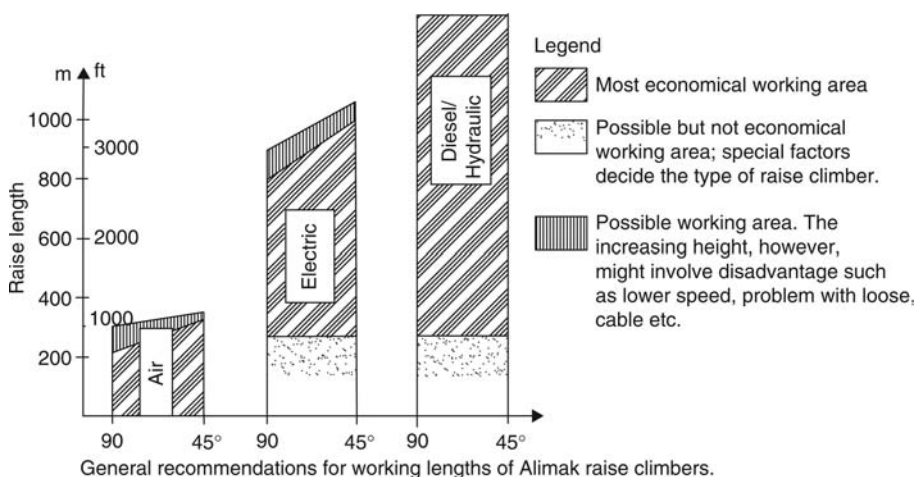 m
ft
1000
3000
800
600
2000
400
1000
200
Raise length
Air
Electric
Diesel/
Hydraulic
90
45°
90
45°
90
45°
Legend
Most economical working area
Possible but not economical
working area; special factors
decide the type of raise climber.
Possible working area. The
increasing height, however,
might involve disadvantage such
as lower speed, problem with loose,
cable etc.
General recommendations for working lengths of Alimak raise climbers.